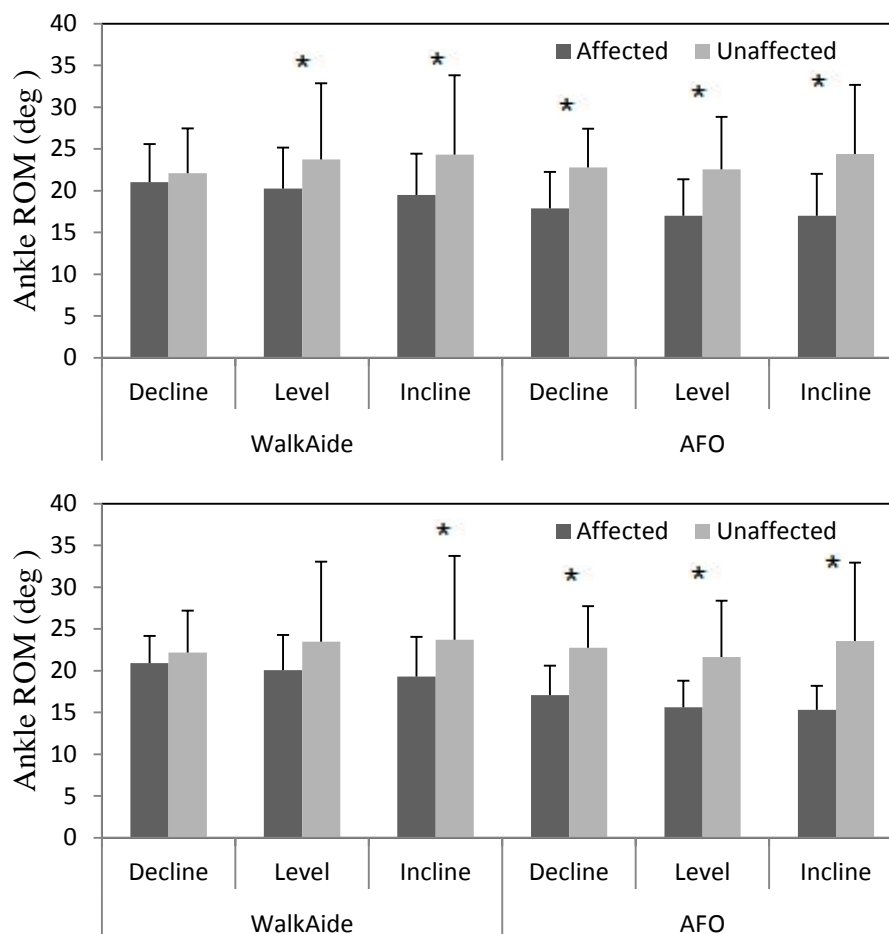 40
35
30
25
20
15
10
5
0
Ankle ROM (deg )
Affected Unaffected
* * * * *
Decline Level Incline Decline Level Incline
WalkAide AFO
40
35
30
25
20
15
10
5
0
Ankle ROM (deg )
Affected Unaffected
* * * *
Decline Level Incline Decline Level Incline
WalkAide AFO